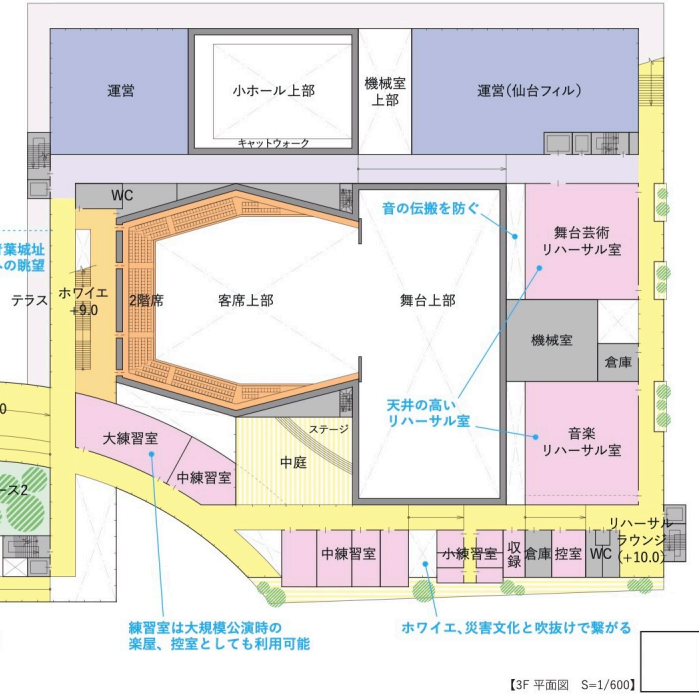 運営
小ホール上部
機械室
上部
運営(仙台フィル)
キャットウォーク
WC
音の伝搬を防ぐ
舞台芸術
リハーサル室
葉城址
の眺望
テラス
ホワイエ
+9.0
2階席
客席上部
舞台上部
機械室
倉庫
天井の高い
リハーサル室
音楽
リハーサル室
0
大練習室
中練習室
ステージ
中庭
ース2
中練習室
小練習室
収
録
倉庫
控室
WC
リハーサル
ラウンジ
(+10.0)
練習室は大規模公演時の
楽屋、控室としても利用可能
ホワイエ、災害文化と吹抜けで繋がる
【3F 平面図 S=1/600】